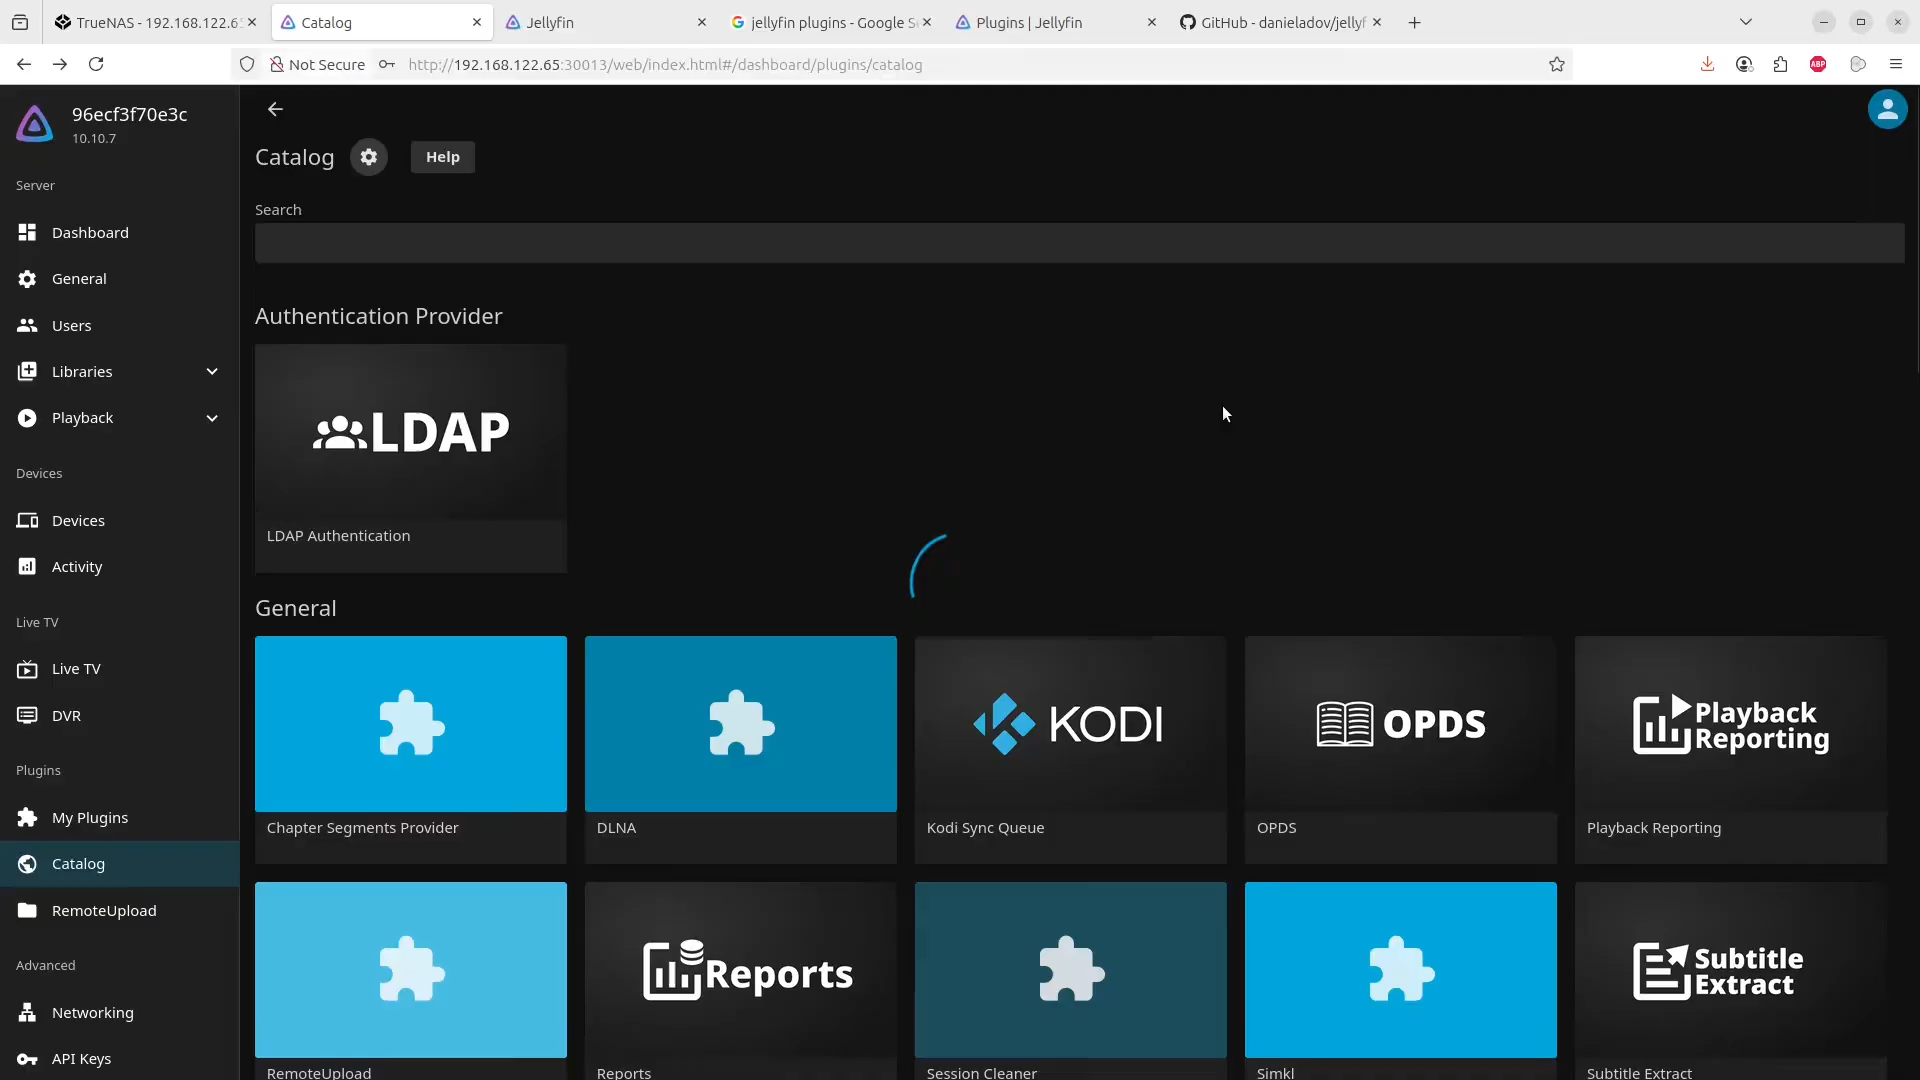 TrueNAS - 192.168.122.6
Catalog
Jellyfin
jellyfin plugins - Google Se
Plugins | Jellyfin
GitHub - danieladov/jellyf
Not Secure
http://192.168.122.65:30013/web/index.html#/dashboard/plugins/catalog
ABP
96ecf3f70e3c
10.10.7
Server
Dashboard
General
Users
Libraries
Playback
Devices
Devices
Activity
Live TV
Live TV
DVR
Plugins
My Plugins
Catalog
RemoteUpload
Advanced
Networking
API Keys
Catalog
Help
Search
Authentication Provider
LDAP
LDAP Authentication
General
KODI
OPDS
Playback
Reporting
Chapter Segments Provider
DLNA
Kodi Sync Queue
OPDS
Playback Reporting
Reports
Subtitle
Extract
RemoteUpload
Reports
Session Cleaner
Simkl
Subtitle Extract